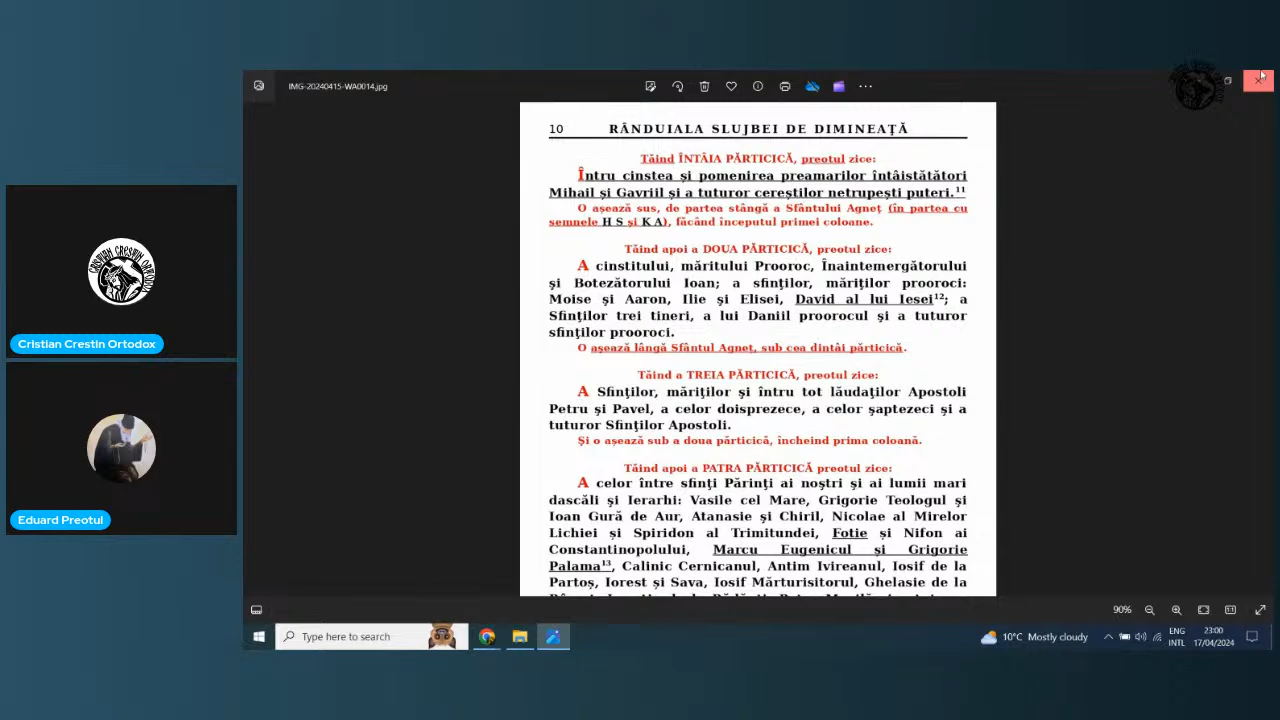 IMG-20240415-WA0014.jpg
10 RÂNDUIALA SLUJBEI DE DIMINEAȚĂ
Tăind ÎNTÂIA PĂRTICICĂ, preotul zice:
Întru cinstea și pomenirea preamarilor întâistătători
Mihail și Gavriil și a tuturor cereștilor netrupești puteri.11
O așează sus, de partea stângă a Sfântului Agneț (în partea cu
semnele H S și K A), făcând începutul primei coloane.
Tăind apoi a DOUA PĂRTICICĂ, preotul zice:
A cinstitului, măritului Prooroc, Înaintemergătorului
și Botezătorului Ioan; a sfinților, măriților prooroci:
Moise și Aaron, Ilie și Elisei, David al lui Iesei12; a
Sfinților trei tineri, a lui Daniil proorocul și a tuturor
sfinților prooroci.
O așează lângă Sfântul Agneț, sub cea dintâi părticică.
Tăind a TREIA PĂRTICICĂ, preotul zice:
A Sfinților, măriților și întru tot lăudaților Apostoli
Petru și Pavel, a celor doisprezece, a celor șaptezeci și a
tuturor Sfinților Apostoli.
Și o așează sub a doua părticică, încheind prima coloană.
Tăind apoi a PATRA PĂRTICICĂ preotul zice:
A celor între sfinți Părinți ai noștri și ai lumii mari
dascăli și Ierarhi: Vasile cel Mare, Grigorie Teologul și
Ioan Gură de Aur, Atanasie și Chiril, Nicolae al Mirelor
Lichiei și Spiridon al Trimitundei, Fotie și Nifon ai
Constantinopolului, Marcu Eugenicul și Grigorie
Palama13, Calinic Cernicanul, Antim Ivireanul, Iosif de la
Partoș, Iorest și Sava, Iosif Mărturisitorul, Ghelasie de la
CRISTIAN CRESTIN ORTODOX
Cristian Crestin Ortodox
Eduard Preotul
90%
Type here to search
10°C Mostly cloudy
ENG
INTL
23:00
17/04/2024